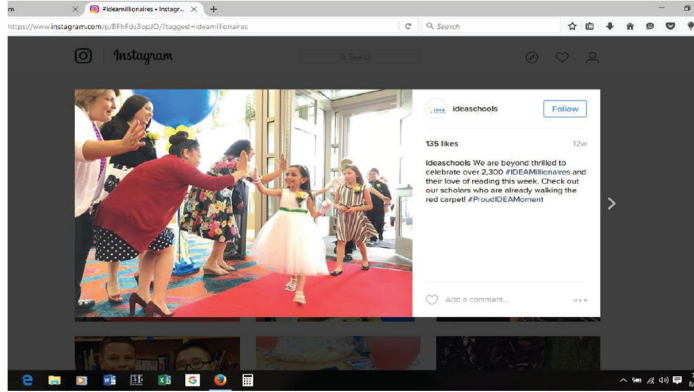 #ideamillionaires • Instagr...
https://www.instagram.com/p/BFhFds3opJO/?tagged=ideamillionaires
Search
Instagram
Search
IDEA
ideaschools
Follow
135 likes
12w
ideaschools We are beyond thrilled to
celebrate over 2,300 #IDEAMillionaires and
their love of reading this week. Check out
our scholars who are already walking the
red carpet! #ProudIDEAMoment
Add a comment...